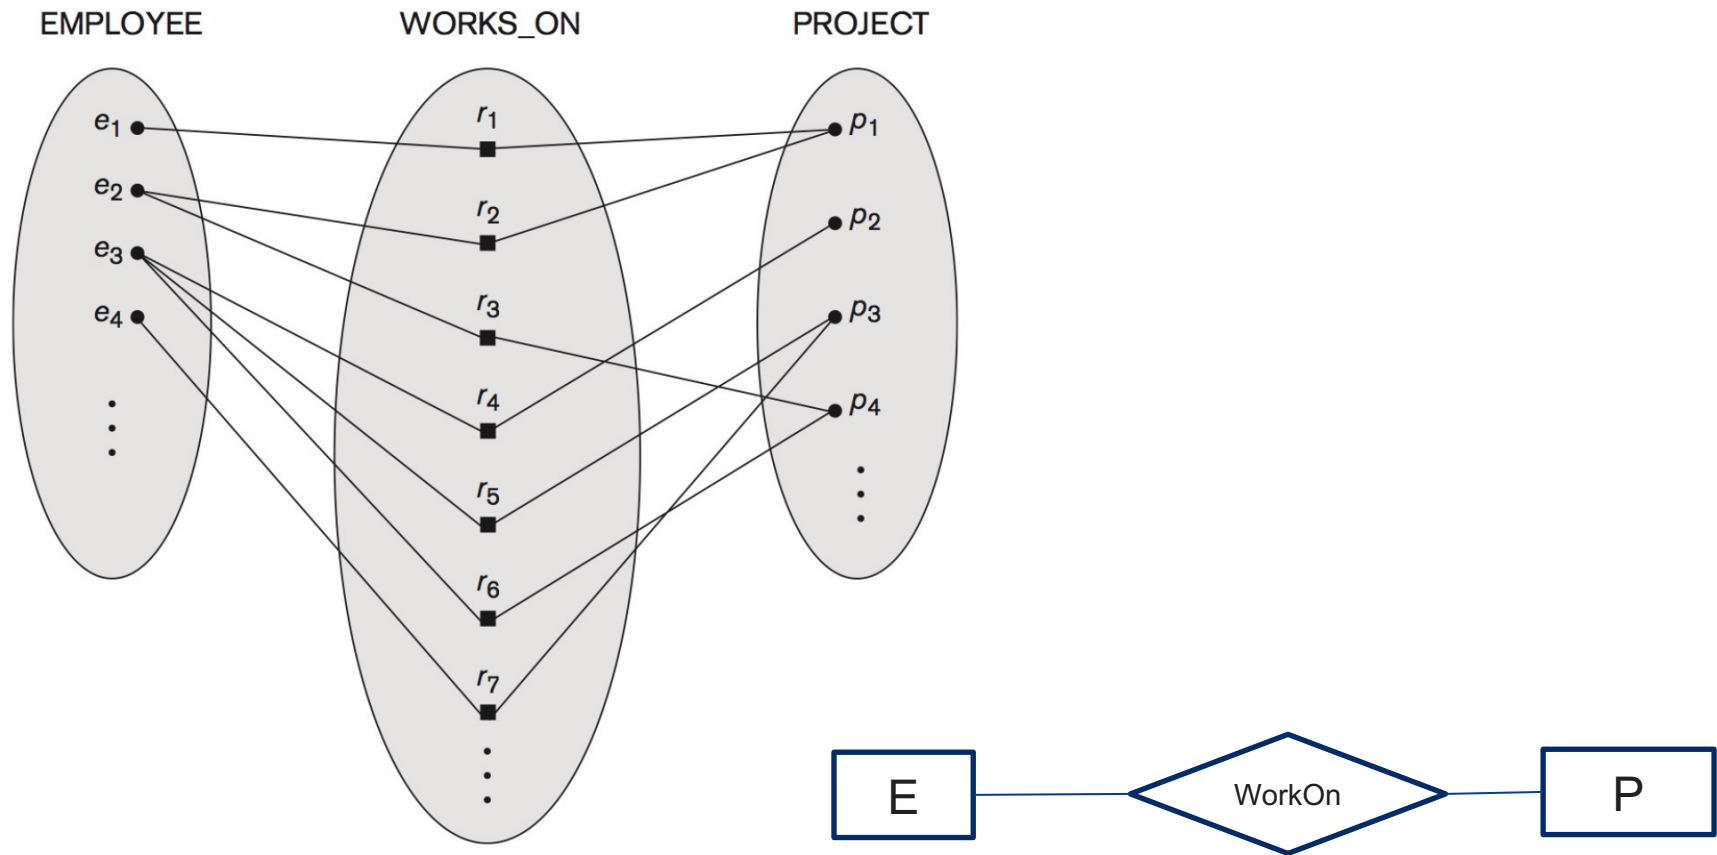 EMPLOYEE WORKS_ON PROJECT
e1 r1 p1
e2 r2 p2
e3 r3 p3
e4 r4 p4
r5
r6
r7
E WorkOn P